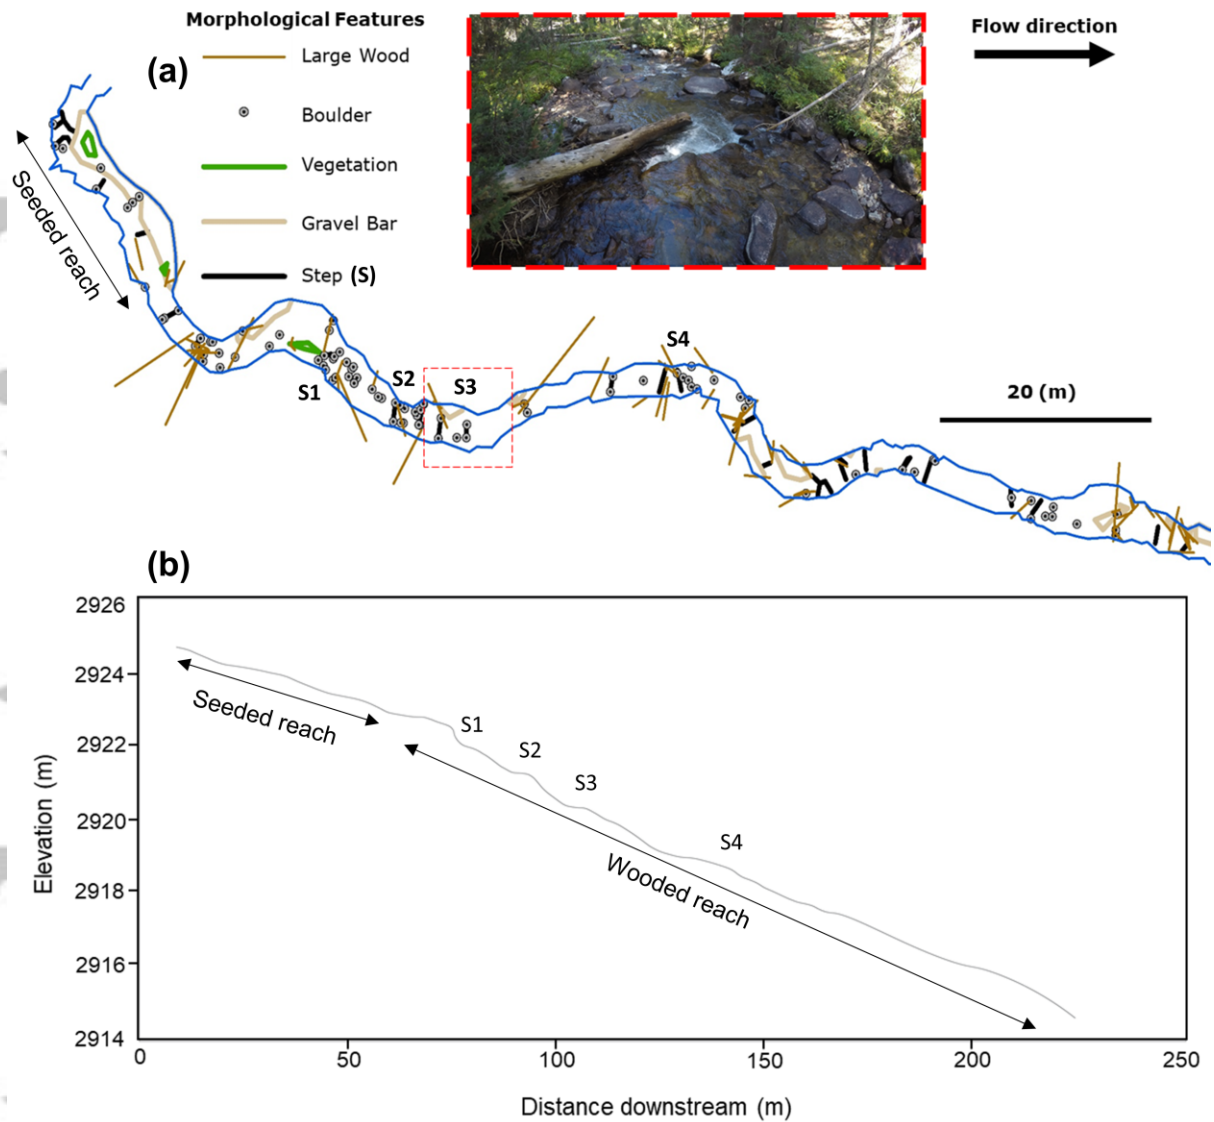 Morphological Features
(a)
Large Wood
Boulder
Vegetation
Gravel Bar
Step (S)
Flow direction
Seeded reach
S1
S2
S3
S4
20 (m)
(b)
2926
2924
2922
2920
2918
2916
2914
Elevation (m)
Seeded reach
S1
S2
S3
S4
Wooded reach
0
50
100
150
200
250
Distance downstream (m)